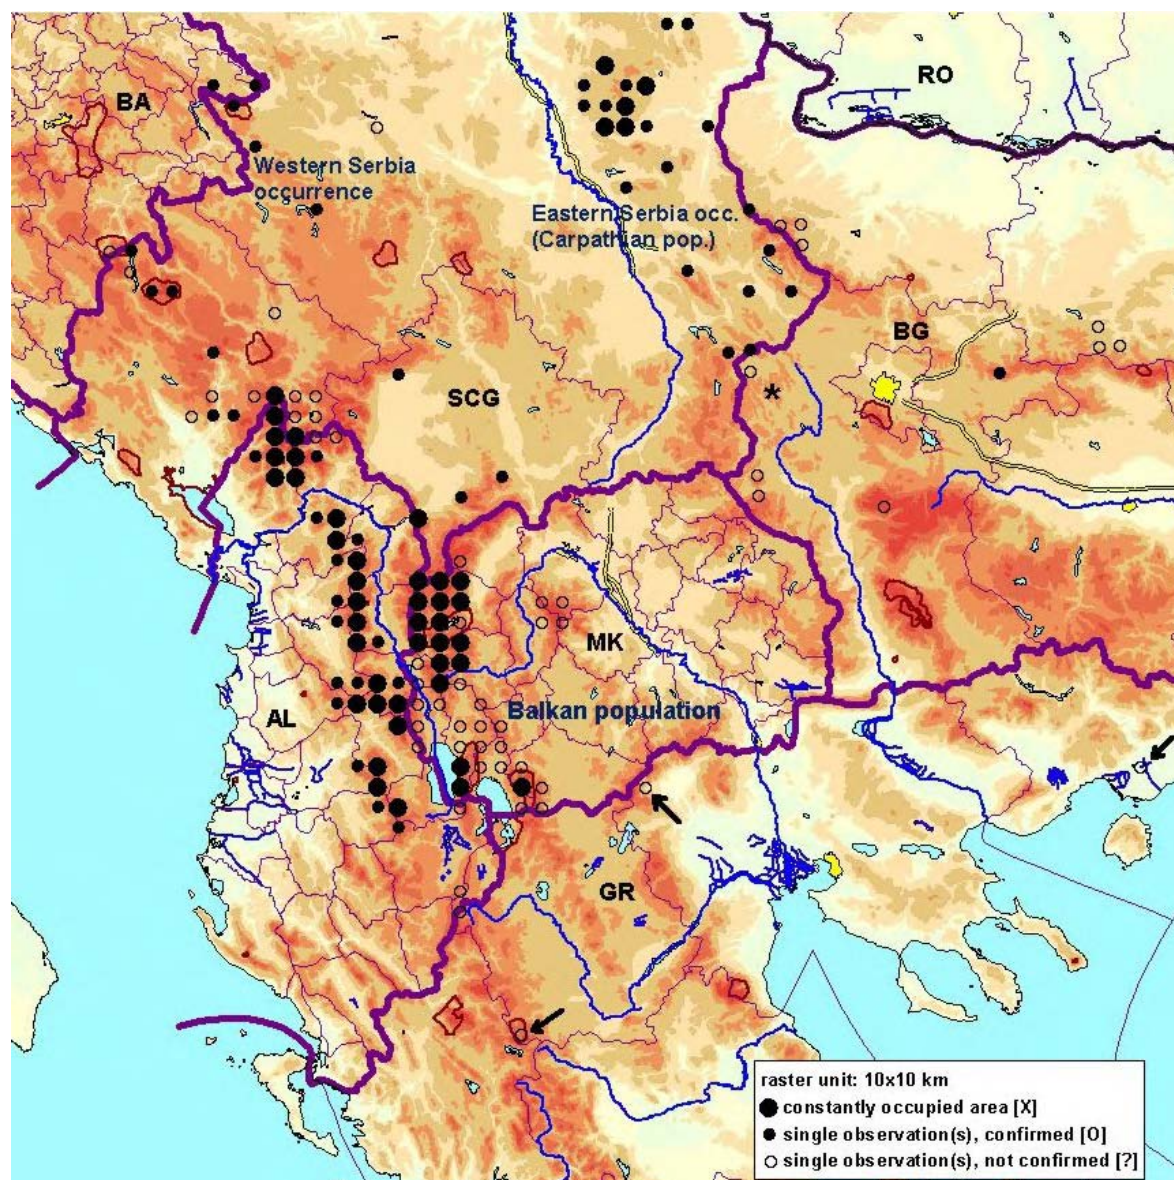 RO
BA
Western Serbia
occurrence
Eastern Serbia occ.
(Carpathian pop.)
BG
SCG
*
MK
AL
Balkan population
GR
raster unit: 10x10 km
constantly occupied area [X]
single observation(s), confirmed [O]
single observation(s), not confirmed [?]